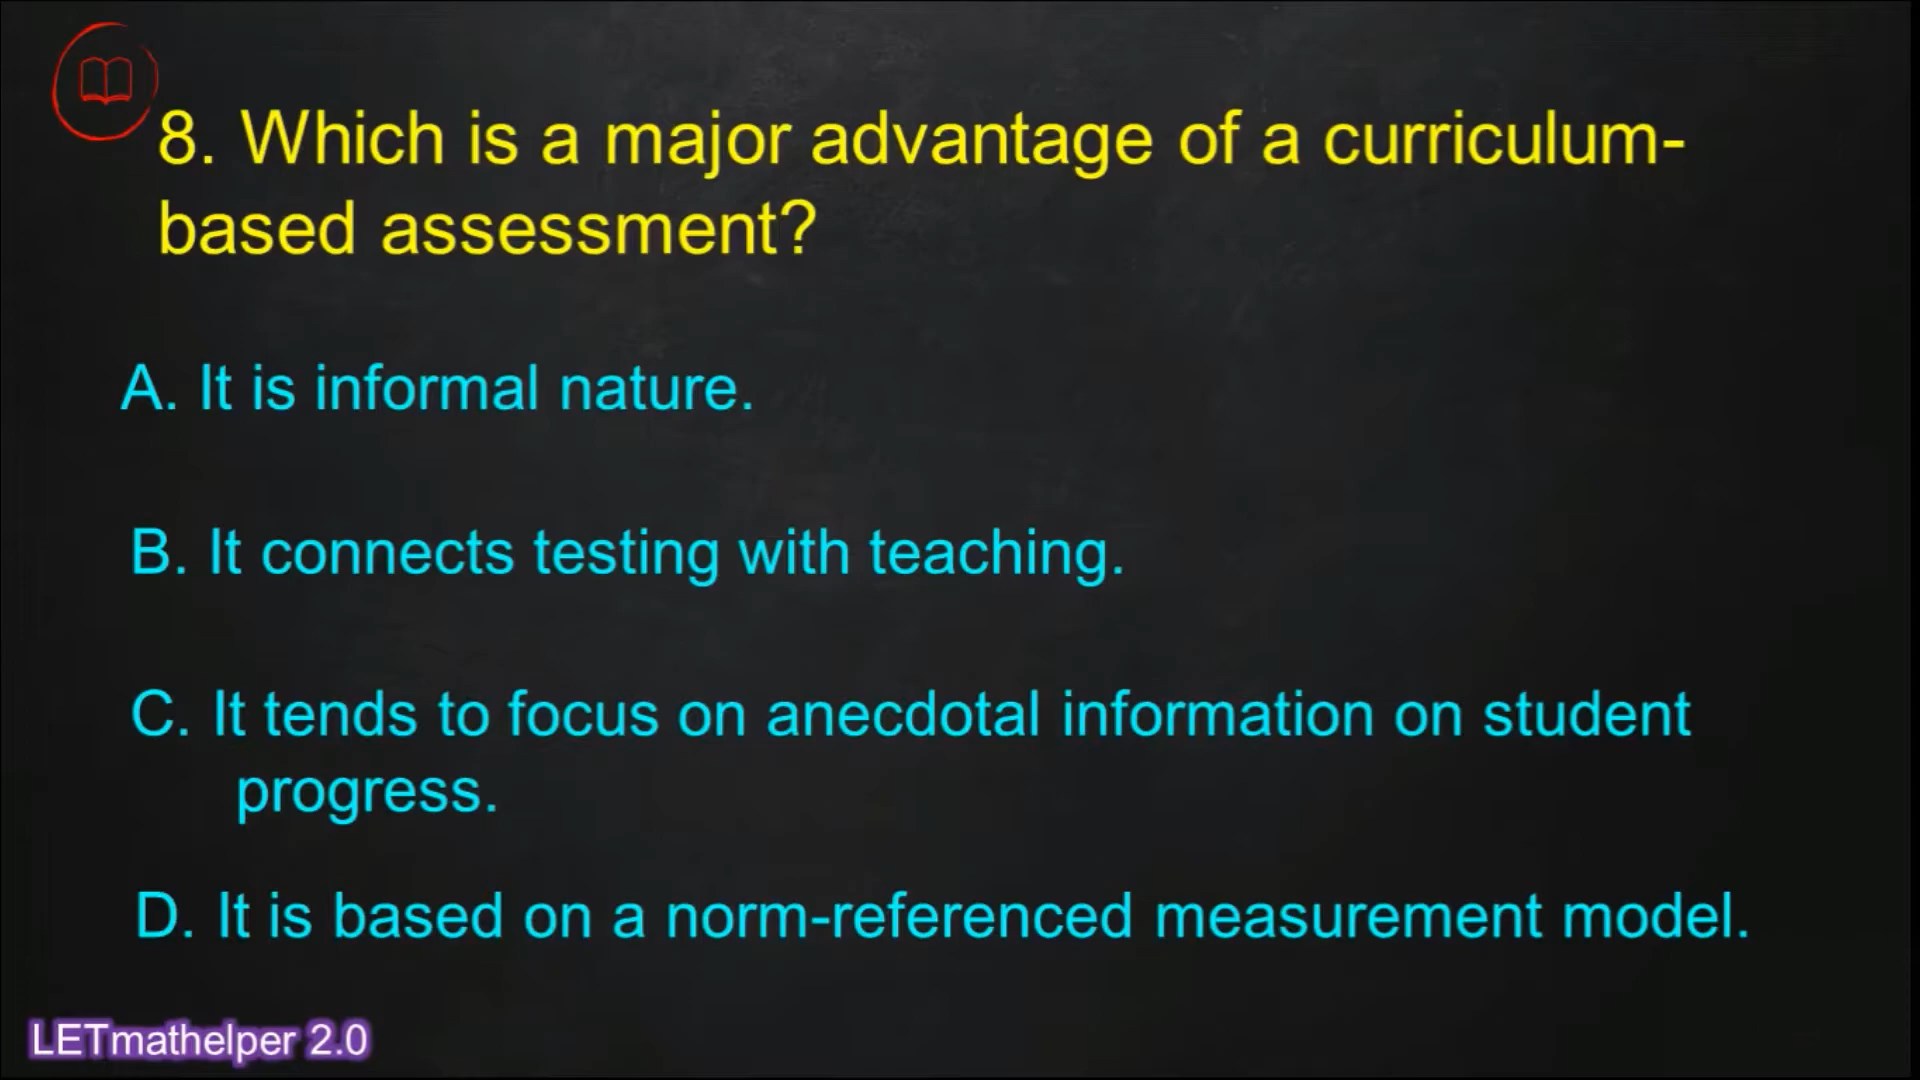 8. Which is a major advantage of a curriculum-
based assessment?
A. It is informal nature.
B. It connects testing with teaching.
C. It tends to focus on anecdotal information on student
progress.
D. It is based on a norm-referenced measurement model.
LETmathelper 2.0